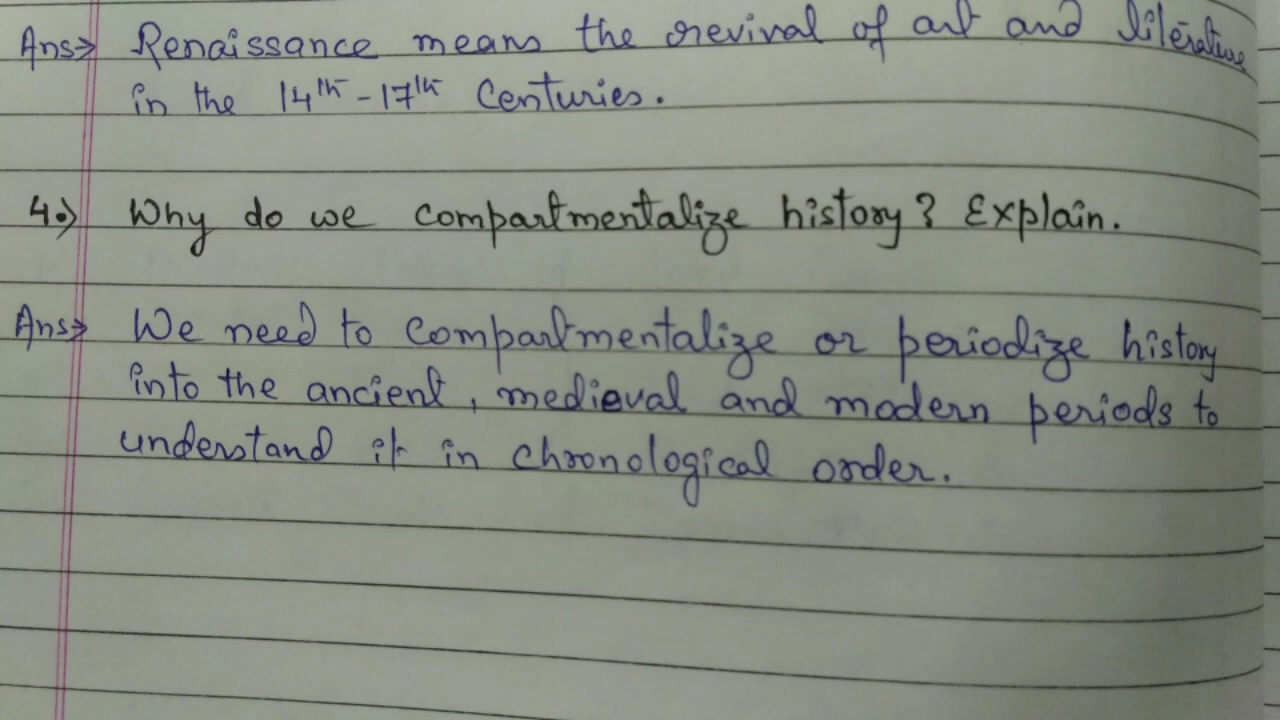 Ans⇒ Renaissance means the revival of art and literature
in the 14th - 17th Centuries.
4.) Why do we compartmentalize history? Explain.
Ans⇒ We need to compartmentalize or periodize history
into the ancient, medieval and modern periods to
understand it in chronological order.